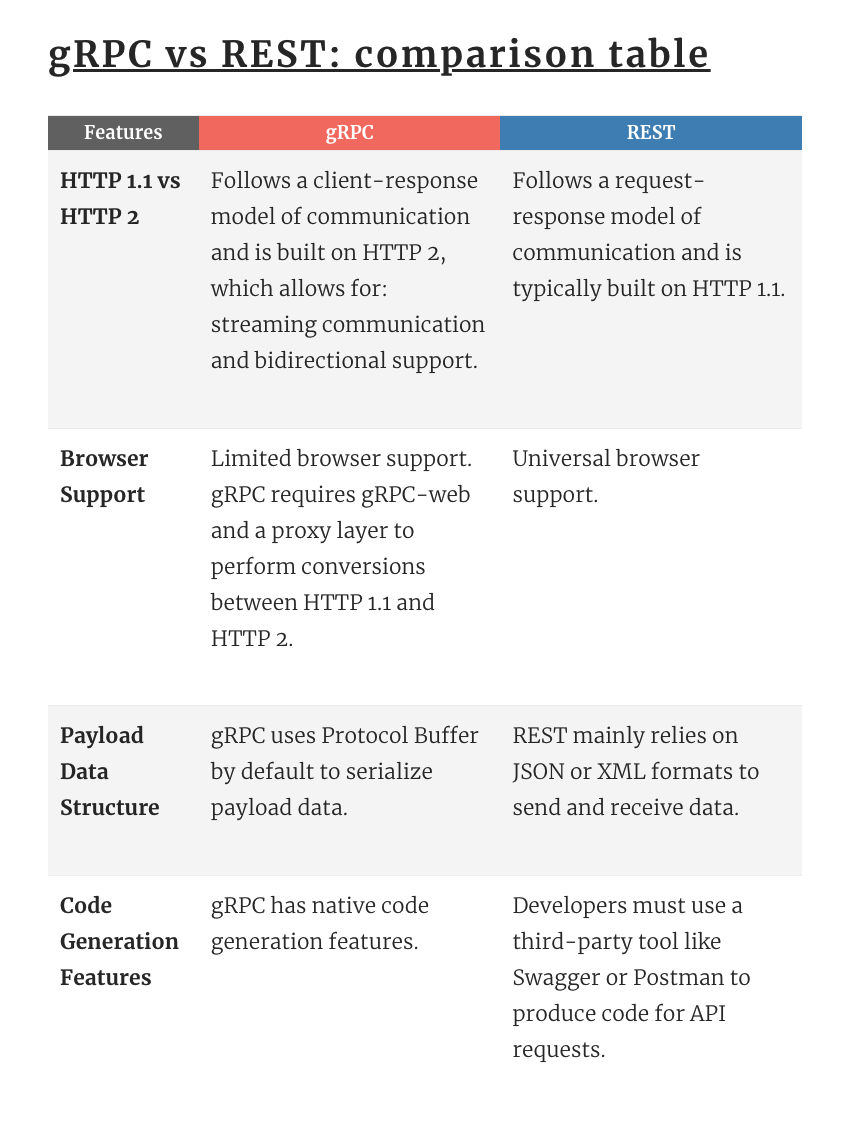 gRPC vs REST: comparison table
Features
gRPC
REST
HTTP 1.1 vs
HTTP 2
Follows a client-response
model of communication
and is built on HTTP 2,
which allows for:
streaming communication
and bidirectional support.
Follows a request-
response model of
communication and is
typically built on HTTP 1.1.
Browser
Support
Limited browser support.
gRPC requires gRPC-web
and a proxy layer to
perform conversions
between HTTP 1.1 and
HTTP 2.
Universal browser
support.
Payload
Data
Structure
gRPC uses Protocol Buffer
by default to serialize
payload data.
REST mainly relies on
JSON or XML formats to
send and receive data.
Code
Generation
Features
gRPC has native code
generation features.
Developers must use a
third-party tool like
Swagger or Postman to
produce code for API
requests.